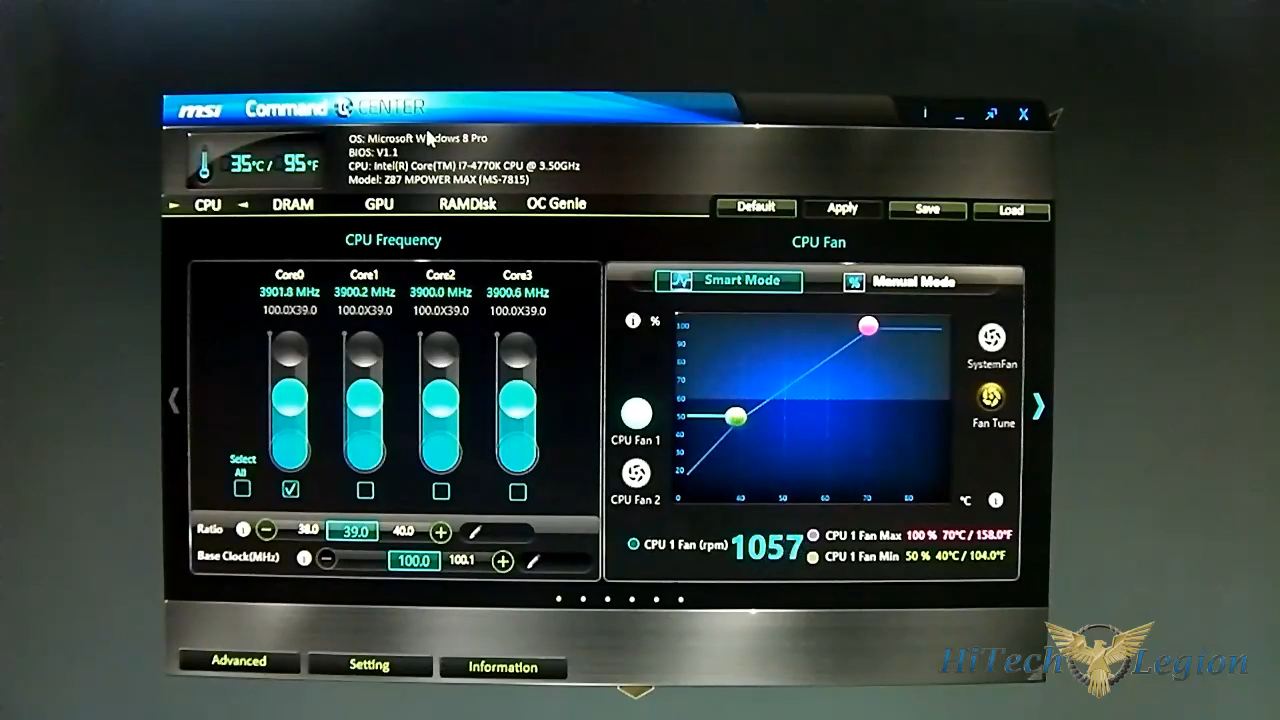 msi Command CENTER
i _ X
35°C / 95°F
OS: Microsoft Windows 8 Pro
BIOS: V1.1
CPU: Intel(R) Core(TM) i7-4770K CPU @ 3.50GHz
Model: Z87 MPOWER MAX (MS-7815)
CPU DRAM GPU RAMDisk OC Genie
Default Apply Save Load
CPU Frequency
Core0 Core1 Core2 Core3
3901.8 MHz 3900.2 MHz 3900.0 MHz 3900.6 MHz
100.0X39.0 100.0X39.0 100.0X39.0 100.0X39.0
Select
All
Ratio i 38.0 39.0 40.0
Base Clock(MHz) i 100.0 100.1
CPU Fan
Smart Mode % Manual Mode
i %
100
90
80
70
60
50
40
30
20
0 40 50 60 70 80 °C i
CPU Fan 1
CPU Fan 2
SystemFan
Fan Tune
CPU 1 Fan (rpm) 1057
CPU 1 Fan Max 100 % 70°C / 158.0°F
CPU 1 Fan Min 50 % 40°C / 104.0°F
Advanced Setting Information
HiTech Legion